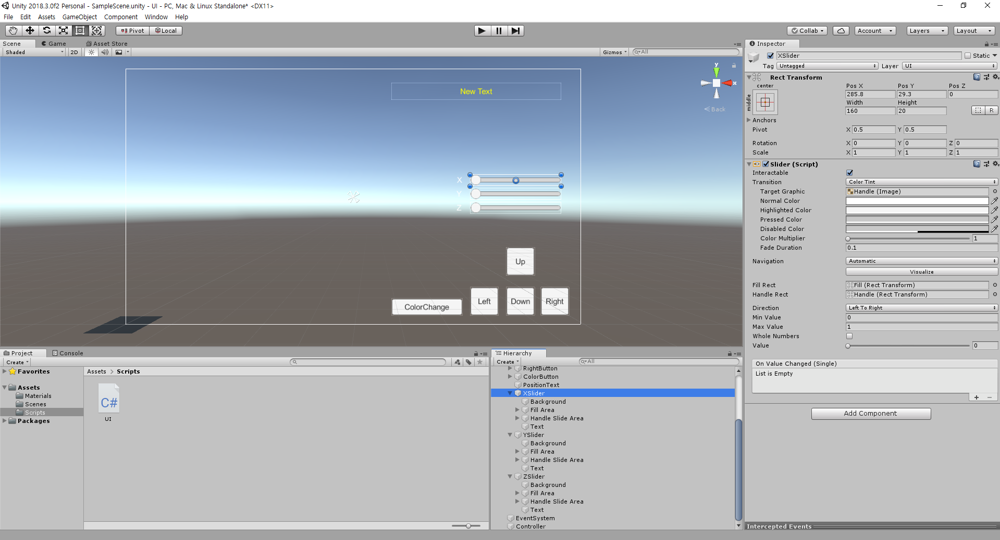 Unity 2018.3.0f2 Personal - SampleScene.unity - UI - PC, Mac & Linux Standalone* <DX11>
File Edit Assets GameObject Component Window Help
Pivot Local
Collab Account Layers Layout
Scene Game Asset Store
Shaded 2D Gizmos All
New Text
y
x
Back
X
Y
Z
Up
Left Down Right
ColorChange
Project Console
Create
Favorites
Assets
Materials
Scenes
Scripts
Packages
Assets > Scripts
C#
UI
Hierarchy
Create All
RightButton
ColorButton
PositionText
XSlider
Background
Fill Area
Handle Slide Area
Text
YSlider
Background
Fill Area
Handle Slide Area
Text
ZSlider
Background
Fill Area
Handle Slide Area
Text
EventSystem
Controller
Inspector
XSlider Static
Tag Untagged Layer UI
Rect Transform
center
middle
Pos X Pos Y Pos Z
285.8 29.3 0
Width Height
160 20
R
Anchors
Pivot X 0.5 Y 0.5
Rotation X 0 Y 0 Z 0
Scale X 1 Y 1 Z 1
Slider (Script)
Interactable
Transition Color Tint
Target Graphic Handle (Image)
Normal Color
Highlighted Color
Pressed Color
Disabled Color
Color Multiplier 1
Fade Duration 0.1
Navigation Automatic
Visualize
Fill Rect Fill (Rect Transform)
Handle Rect Handle (Rect Transform)
Direction Left To Right
Min Value 0
Max Value 1
Whole Numbers
Value 0
On Value Changed (Single)
List is Empty
+ −
Add Component
Intercepted Events